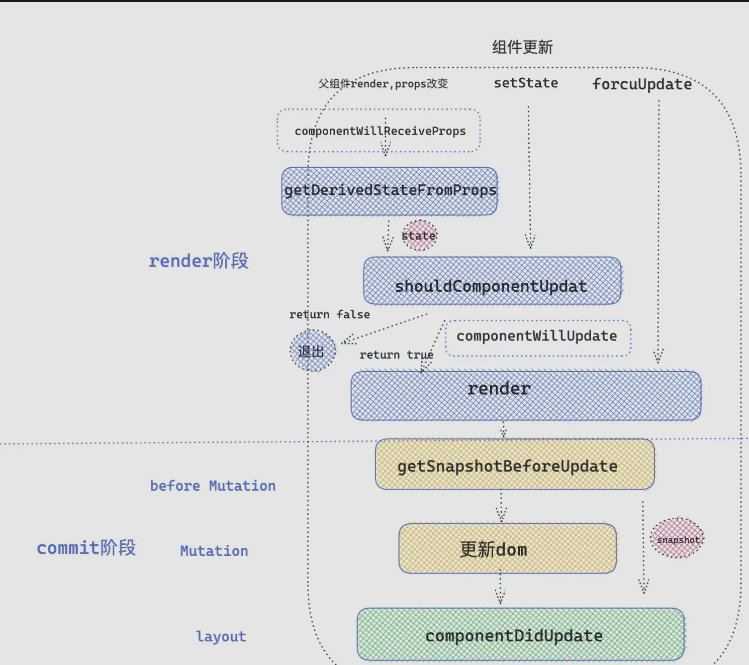 组件更新
父组件render,props改变
setState
forcuUpdate
componentWillReceiveProps
getDerivedStateFromProps
state
render阶段
shouldComponentUpdat
return false
componentWillUpdate
退出
return true
render
getSnapshotBeforeUpdate
before Mutation
snapshot
commit阶段
Mutation
更新dom
layout
componentDidUpdate